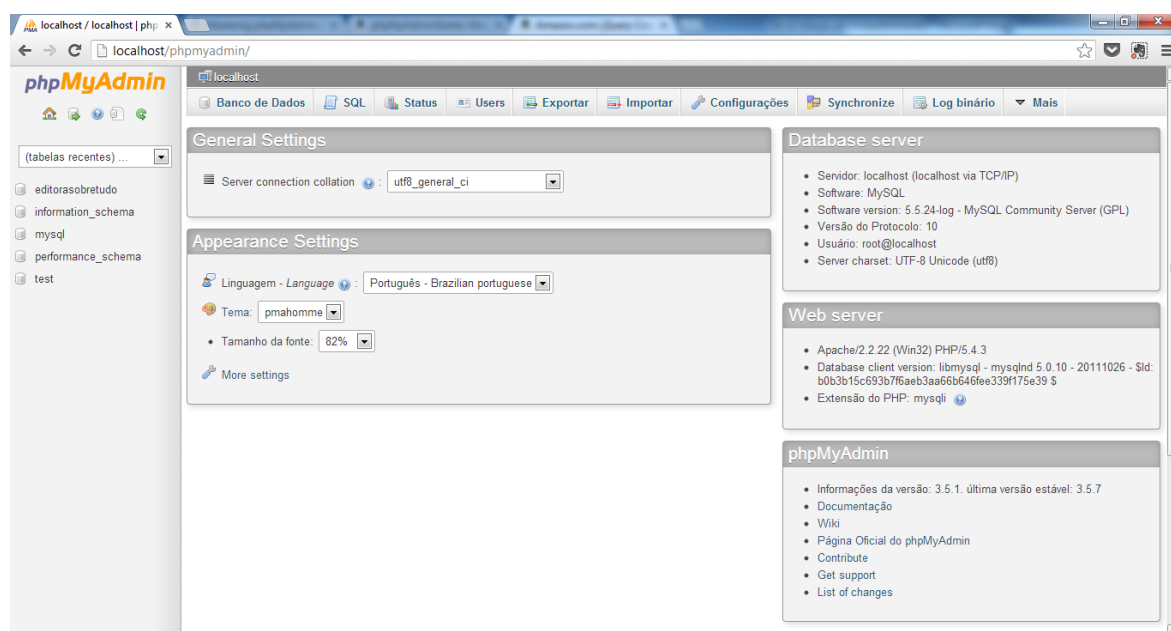 localhost / localhost | php
localhost/phpmyadmin/
phpMyAdmin
(tabelas recentes) ...
editorasobretudo
information_schema
mysql
performance_schema
test
localhost
Banco de Dados SQL Status Users Exportar Importar Configurações Synchronize Log binário Mais
General Settings
Server connection collation : utf8_general_ci
Appearance Settings
Linguagem - Language : Português - Brazilian portuguese
Tema: pmahomme
Tamanho da fonte: 82%
More settings
Database server
Servidor: localhost (localhost via TCP/IP)
Software: MySQL
Software version: 5.5.24-log - MySQL Community Server (GPL)
Versão do Protocolo: 10
Usuário: root@localhost
Server charset: UTF-8 Unicode (utf8)
Web server
Apache/2.2.22 (Win32) PHP/5.4.3
Database client version: libmysql - mysqlnd 5.0.10 - 20111026 - $Id:
b0b3b15c693b7f6aeb3aa66b646fee339f175e39 $
Extensão do PHP: mysqli
phpMyAdmin
Informações da versão: 3.5.1. última versão estável: 3.5.7
Documentação
Wiki
Página Oficial do phpMyAdmin
Contribute
Get support
List of changes